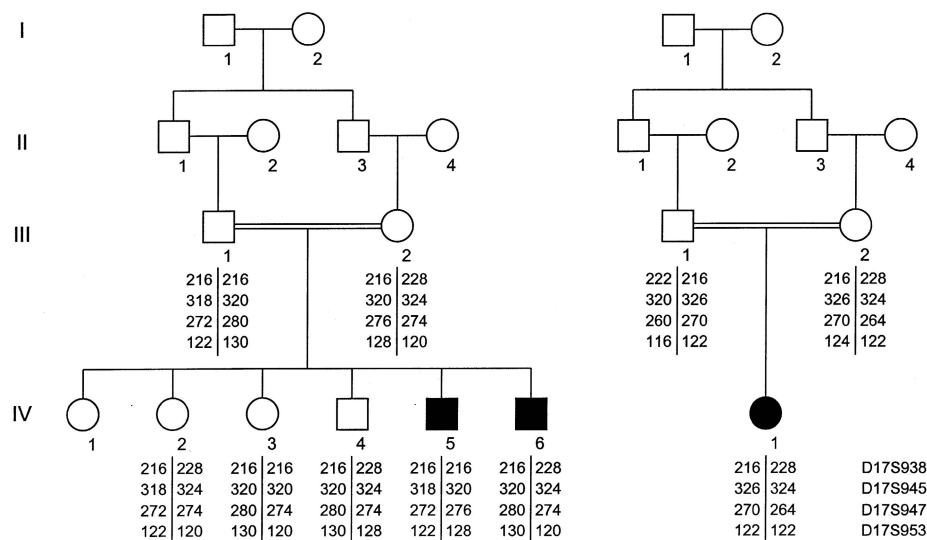 I
1 2 1 2
II
1 2 3 4 1 2 3 4
III
1 2 1 2
216 216 216 228 222 216 216 228
318 320 320 324 320 326 326 324
272 280 276 274 260 270 270 264
122 130 128 120 116 122 124 122
IV
1 2 3 4 5 6 1
216 228 216 216 216 228 216 216 216 228 216 228 D17S938
318 324 320 320 320 324 318 320 320 324 326 324 D17S945
272 274 280 274 280 274 272 276 280 274 270 264 D17S947
122 120 130 120 130 128 122 128 130 120 122 122 D17S953